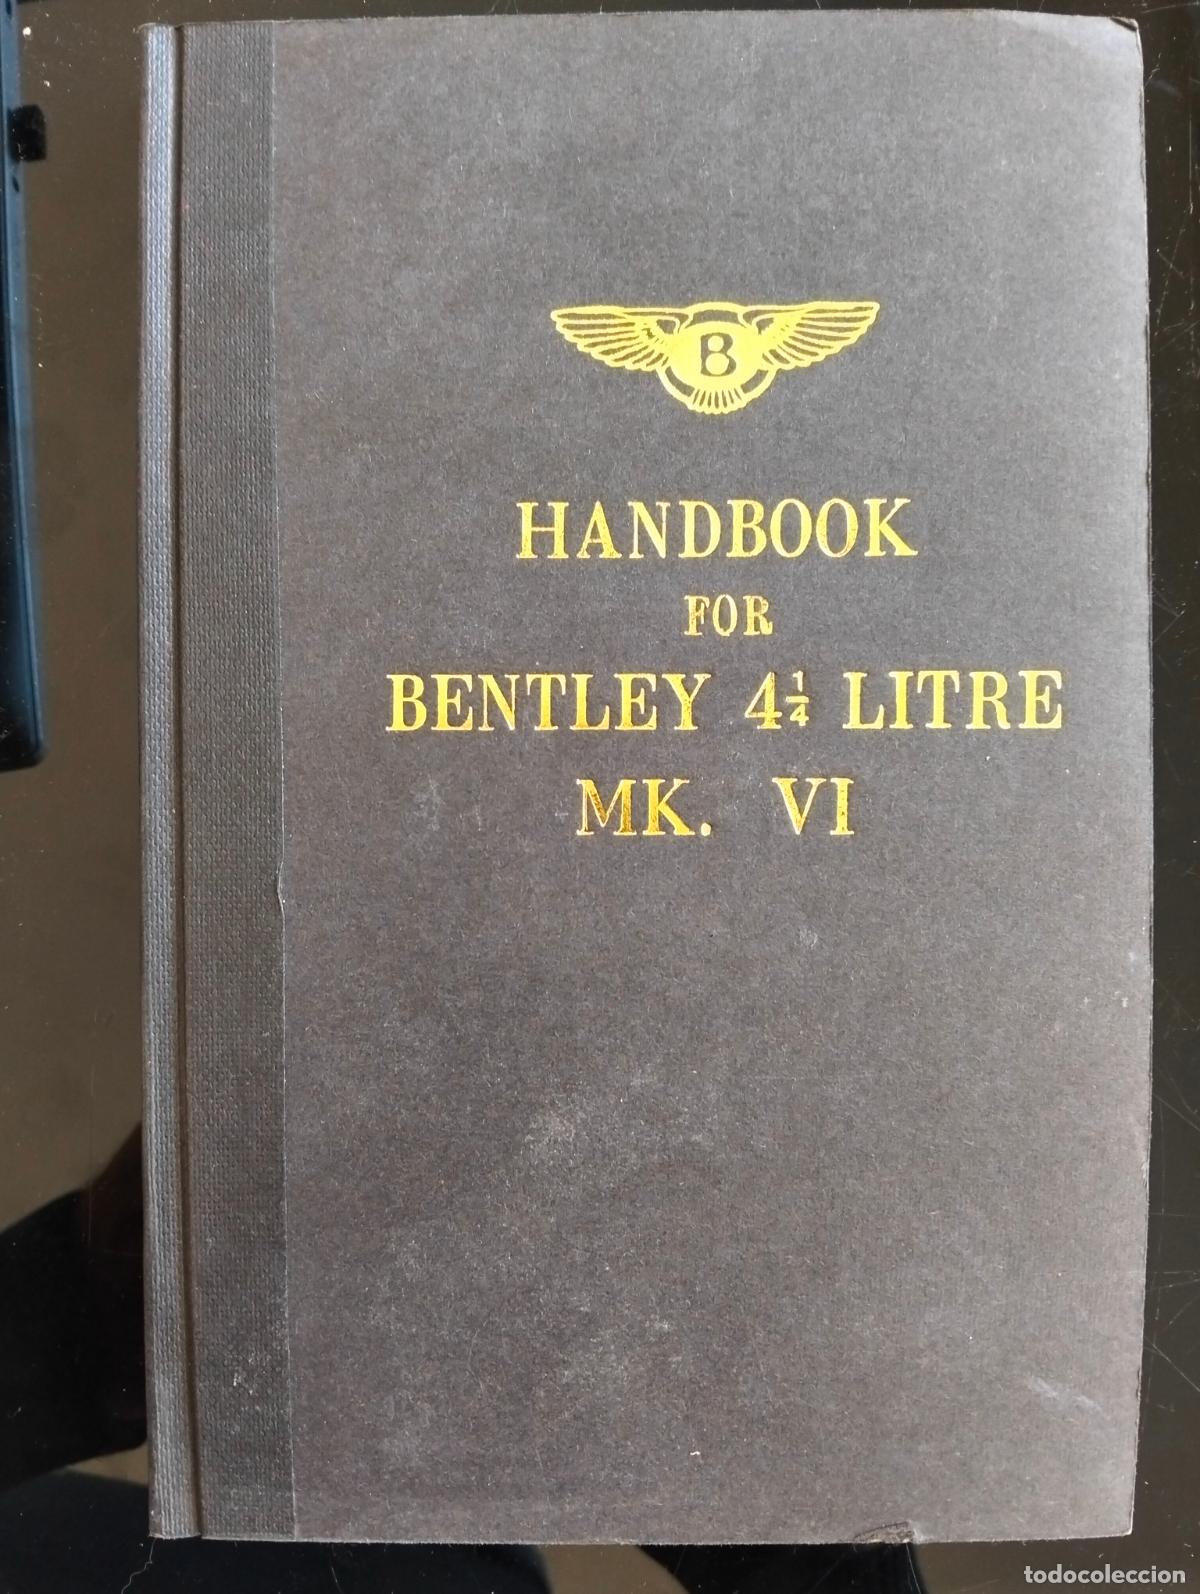 B
HANDBOOK
FOR
BENTLEY 4¼ LITRE
MK. VI
todocoleccion